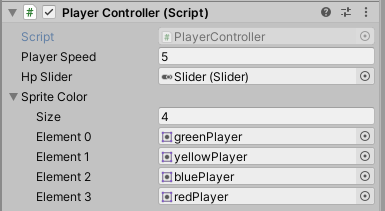 # Player Controller (Script)
Script # PlayerController
Player Speed 5
Hp Slider Slider (Slider)
Sprite Color
Size 4
Element 0 greenPlayer
Element 1 yellowPlayer
Element 2 bluePlayer
Element 3 redPlayer